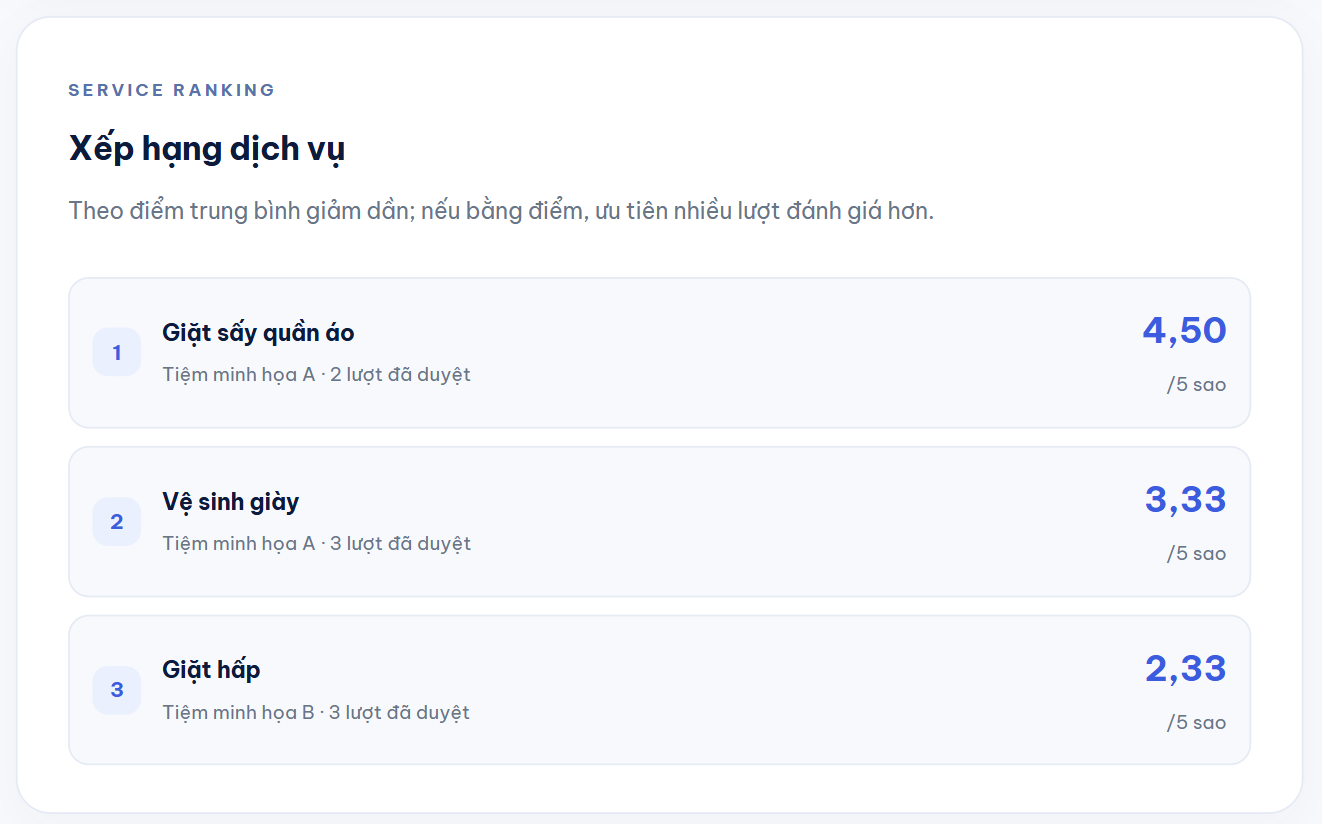 SERVICE RANKING
Xếp hạng dịch vụ
Theo điểm trung bình giảm dần; nếu bằng điểm, ưu tiên nhiều lượt đánh giá hơn.
1
Giặt sấy quần áo
Tiệm minh họa A · 2 lượt đã duyệt
4,50
/5 sao
2
Vệ sinh giày
Tiệm minh họa A · 3 lượt đã duyệt
3,33
/5 sao
3
Giặt hấp
Tiệm minh họa B · 3 lượt đã duyệt
2,33
/5 sao